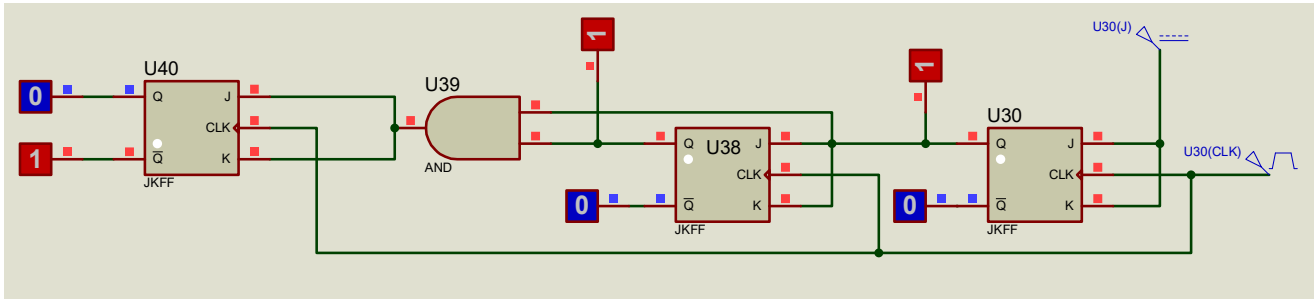 U30(J)
U40
0
Q
J
CLK
1
Q
K
JKFF
U39
AND
1
U38
Q
J
CLK
0
Q
K
JKFF
1
U30
Q
J
CLK
0
Q
K
JKFF
U30(CLK)